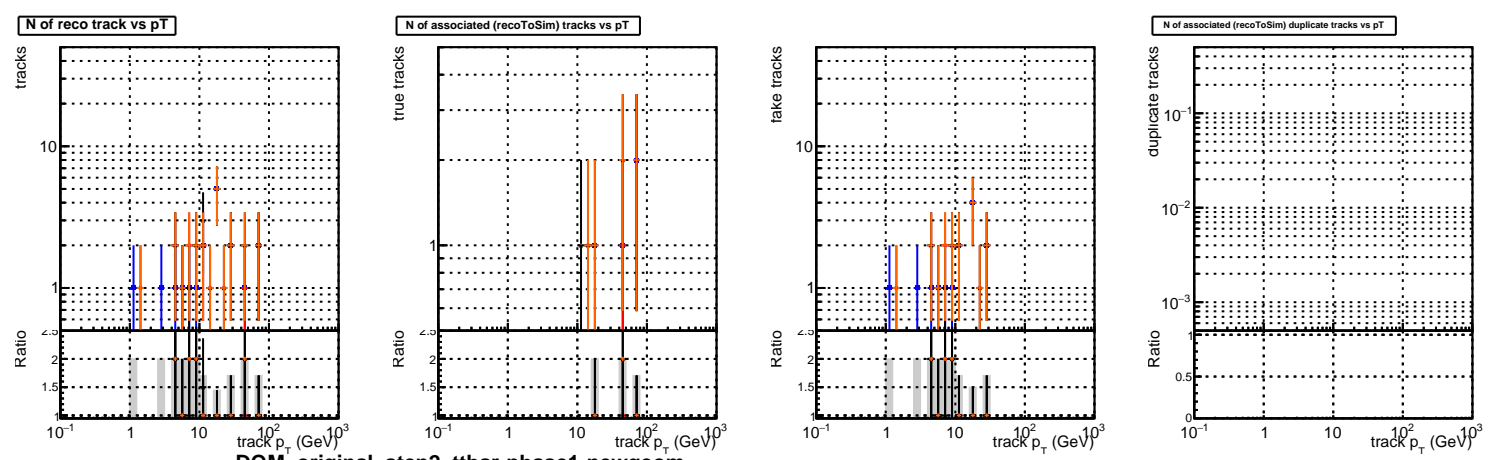 N of reco track vs pT
N of associated (recoToSim) tracks vs pT
N of associated (recoToSim) duplicate tracks vs pT
tracks
10
1
Ratio
2.5
2
1.5
1
10−1 1 10 102 103
track pT (GeV)
true tracks
1
Ratio
2.5
2
1.5
1
10−1 1 10 102 103
track pT (GeV)
fake tracks
10
1
Ratio
2.5
2
1.5
1
10−1 1 10 102 103
track pT (GeV)
duplicate tracks
10−1
10−2
10−3
Ratio
1
0.5
0
10−1 1 10 102 103
track pT (GeV)